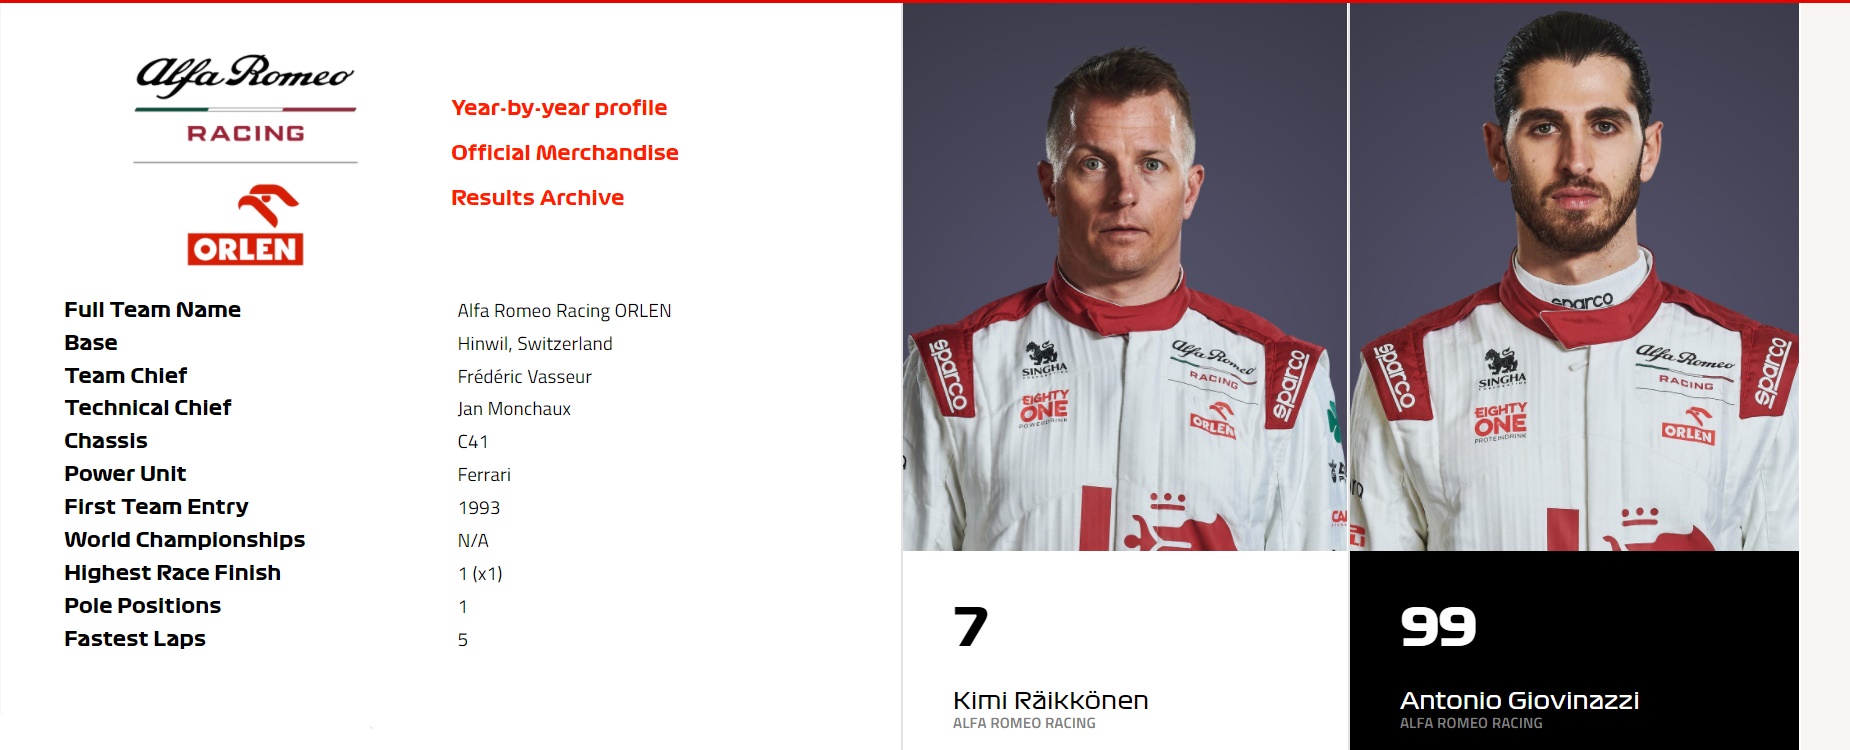 Alfa Romeo
RACING
ORLEN
Year-by-year profile
Official Merchandise
Results Archive
Full Team Name Alfa Romeo Racing ORLEN
Base Hinwil, Switzerland
Team Chief Frédéric Vasseur
Technical Chief Jan Monchaux
Chassis C41
Power Unit Ferrari
First Team Entry 1993
World Championships N/A
Highest Race Finish 1 (x1)
Pole Positions 1
Fastest Laps 5
sparco
SINGHA
CORPORATION
EIGHTY
ONE
POWERDRINK
Alfa Romeo
RACING
ORLEN
sparco
7
Kimi Räikkönen
ALFA ROMEO RACING
sparco
sparco
SINGHA
CORPORATION
EIGHTY
ONE
PROTEINDRINK
Alfa Romeo
RACING
ORLEN
sparco
99
Antonio Giovinazzi
ALFA ROMEO RACING